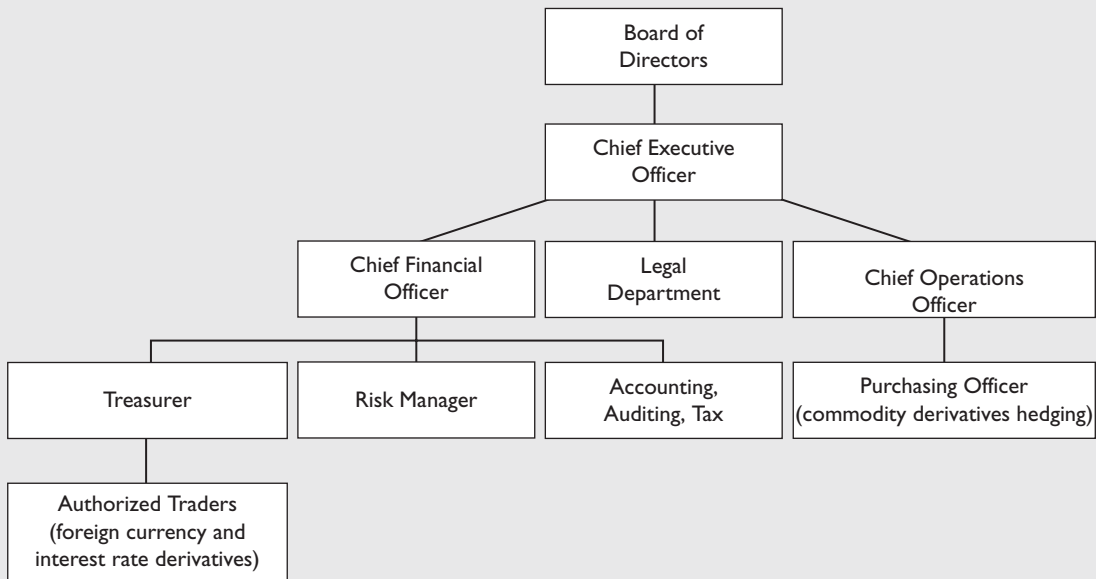 Board of
Directors
Chief Executive
Officer
Chief Financial
Officer
Legal
Department
Chief Operations
Officer
Treasurer
Risk Manager
Accounting,
Auditing, Tax
Purchasing Officer
(commodity derivatives hedging)
Authorized Traders
(foreign currency and
interest rate derivatives)